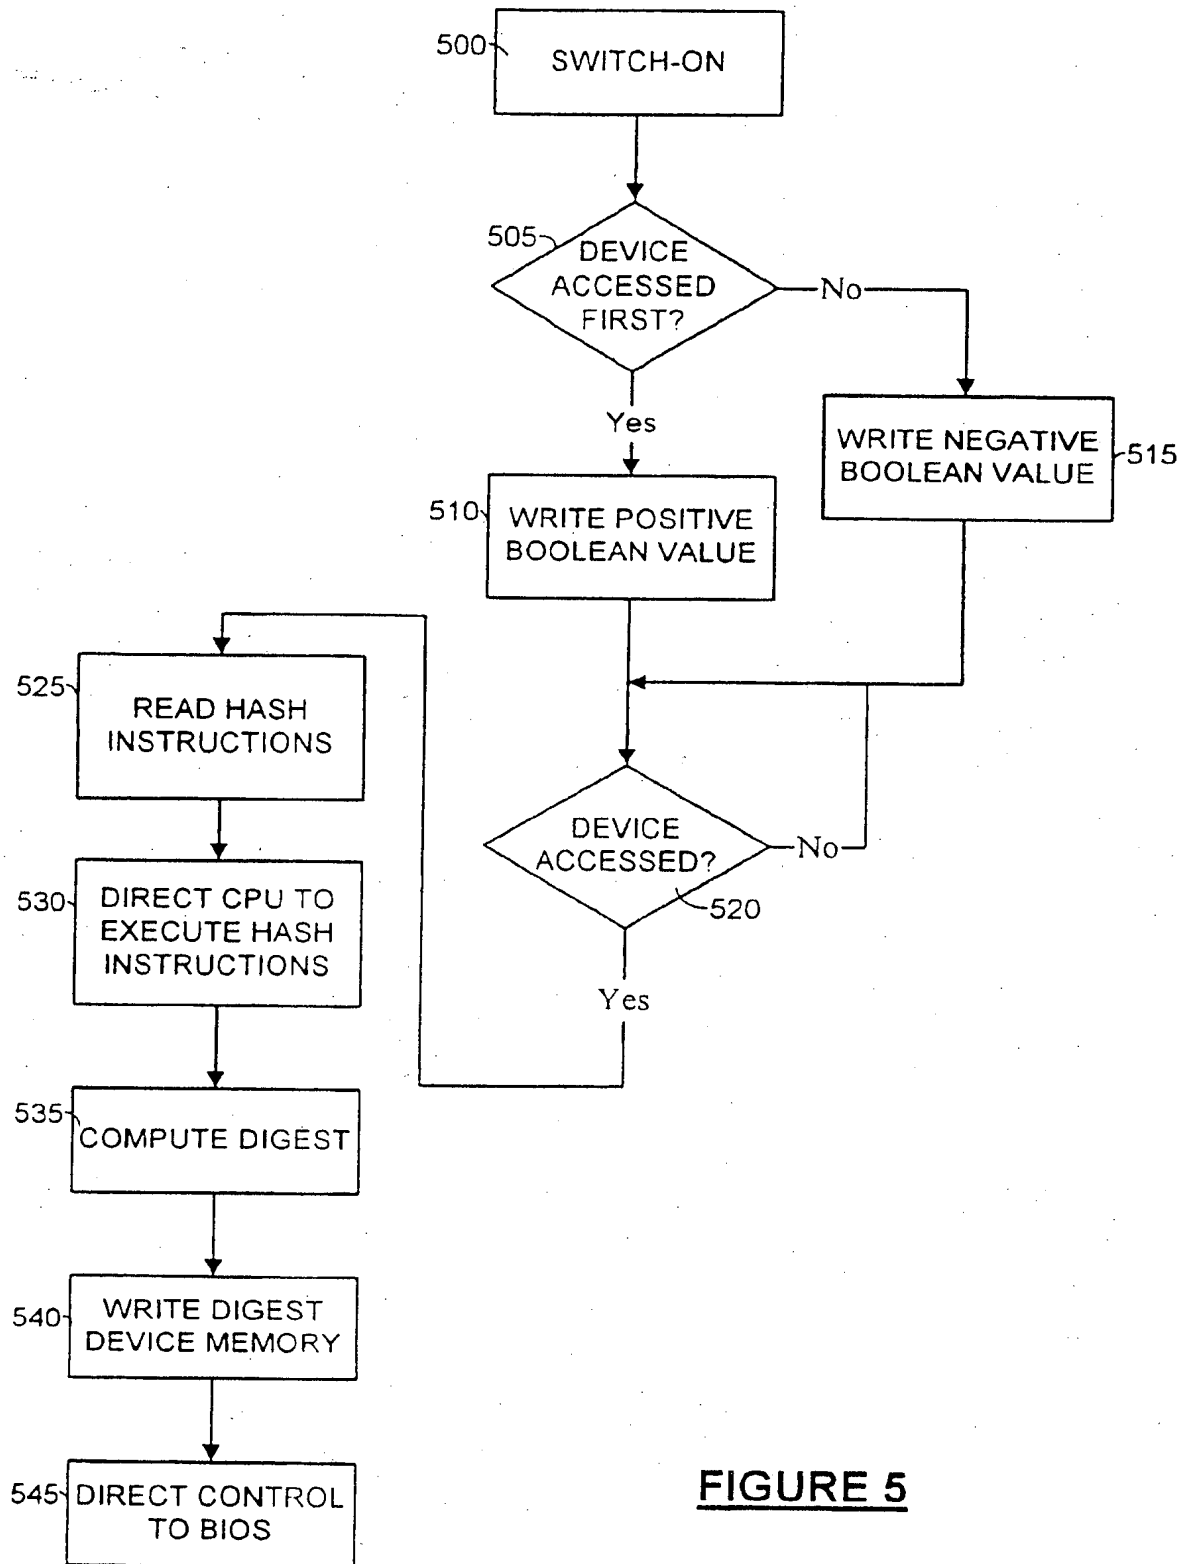 500
SWITCH-ON
505
DEVICE
ACCESSED
FIRST?
No
Yes
WRITE NEGATIVE
BOOLEAN VALUE
515
510
WRITE POSITIVE
BOOLEAN VALUE
525
READ HASH
INSTRUCTIONS
DEVICE
ACCESSED?
No
520
Yes
530
DIRECT CPU TO
EXECUTE HASH
INSTRUCTIONS
535
COMPUTE DIGEST
540
WRITE DIGEST
DEVICE MEMORY
545
DIRECT CONTROL
TO BIOS
FIGURE 5